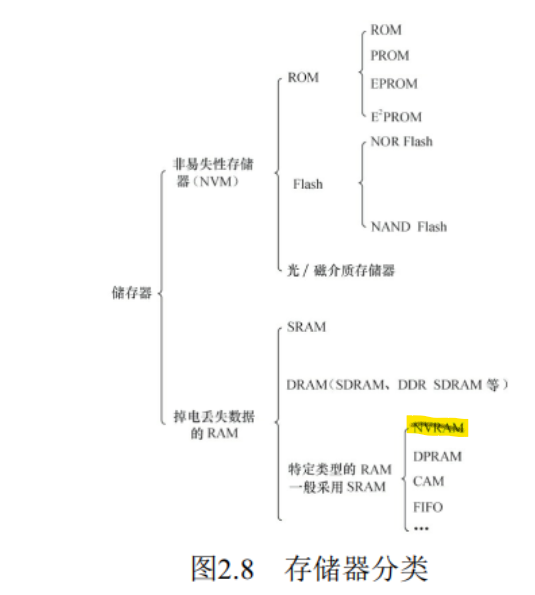 ROM
PROM
ROM
EPROM
E²PROM
非易失性存储
器(NVM)
NOR Flash
Flash
NAND Flash
光/磁介质存储器
储存器
SRAM
DRAM(SDRAM、DDR SDRAM 等)
掉电丢失数据
的 RAM
NVRAM
特定类型的 RAM
一般采用 SRAM
DPRAM
CAM
FIFO
…
图2.8 存储器分类